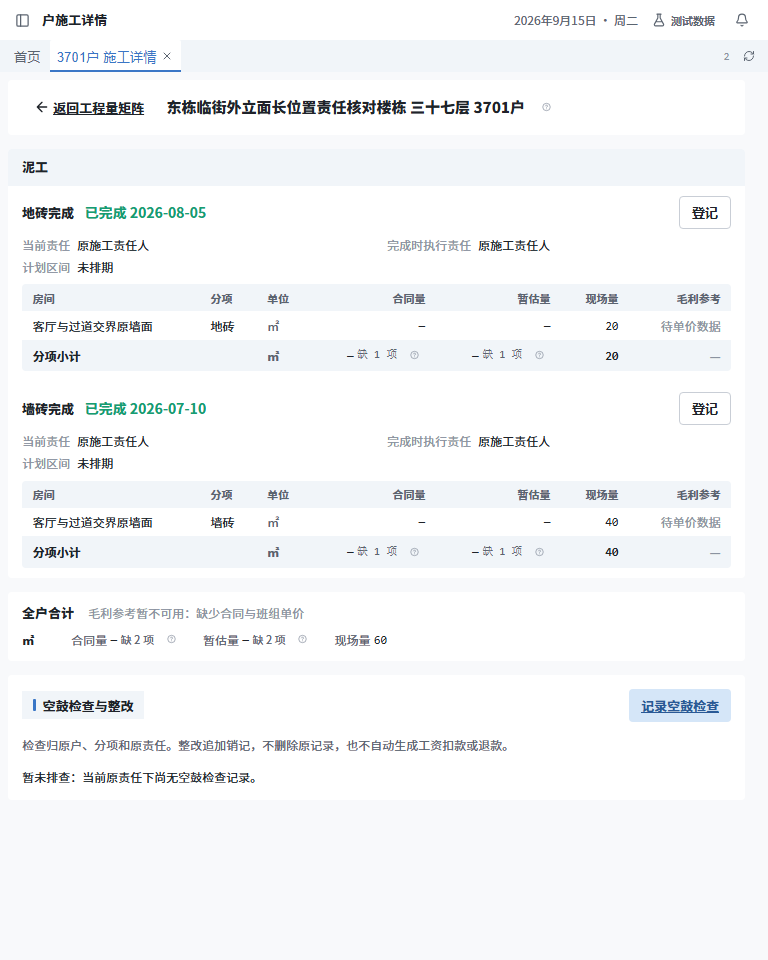 户施工详情 2026年9月15日 · 周二 测试数据
首页 3701户 施工详情 × 2
← 返回工程量矩阵 东栋临街外立面长位置责任核对楼栋 三十七层 3701户
泥工
地砖完成 已完成 2026-08-05 登记
当前责任 原施工责任人 完成时执行责任 原施工责任人
计划区间 未排期
房间 分项 单位 合同量 暂估量 现场量 毛利参考
客厅与过道交界原墙面 地砖 ㎡ — — 20 待单价数据
分项小计 ㎡ — 缺 1 项 — 缺 1 项 20 —
墙砖完成 已完成 2026-07-10 登记
当前责任 原施工责任人 完成时执行责任 原施工责任人
计划区间 未排期
房间 分项 单位 合同量 暂估量 现场量 毛利参考
客厅与过道交界原墙面 墙砖 ㎡ — — 40 待单价数据
分项小计 ㎡ — 缺 1 项 — 缺 1 项 40 —
全户合计 毛利参考暂不可用：缺少合同与班组单价
㎡ 合同量 — 缺 2 项 暂估量 — 缺 2 项 现场量 60
空鼓检查与整改 记录空鼓检查
检查归原户、分项和原责任。整改追加销记，不删除原记录，也不自动生成工资扣款或退款。
暂未排查：当前原责任下尚无空鼓检查记录。